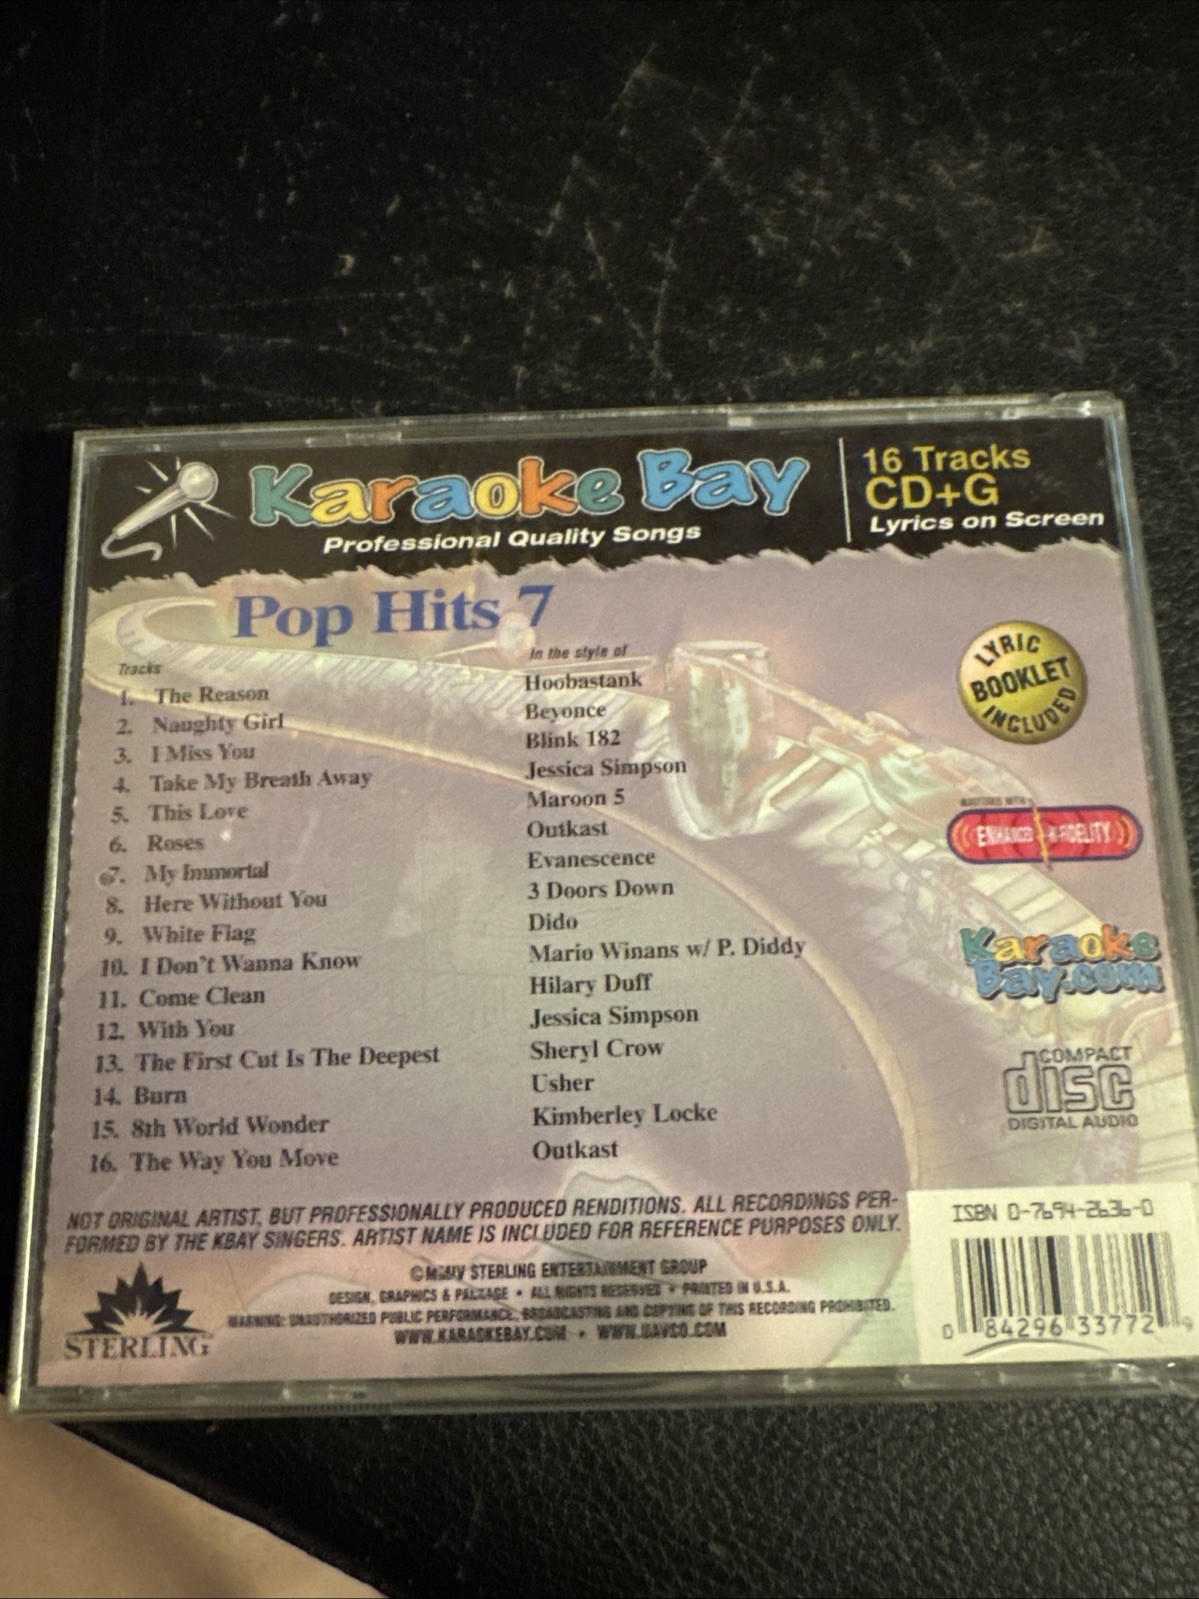 Karaoke Bay
Professional Quality Songs
16 Tracks
CD+G
Lyrics on Screen
Pop Hits 7
Tracks In the style of
1. The Reason Hoobastank
2. Naughty Girl Beyonce
3. I Miss You Blink 182
4. Take My Breath Away Jessica Simpson
5. This Love Maroon 5
6. Roses Outkast
7. My Immortal Evanescence
8. Here Without You 3 Doors Down
9. White Flag Dido
10. I Don't Wanna Know Mario Winans w/ P. Diddy
11. Come Clean Hilary Duff
12. With You Jessica Simpson
13. The First Cut Is The Deepest Sheryl Crow
14. Burn Usher
15. 8th World Wonder Kimberley Locke
16. The Way You Move Outkast
LYRIC
BOOKLET
INCLUDED
MASTERED WITH
ENHANCED HI-FIDELITY
Karaoke
Bay.com
COMPACT
disc
DIGITAL AUDIO
NOT ORIGINAL ARTIST, BUT PROFESSIONALLY PRODUCED RENDITIONS. ALL RECORDINGS PER-
FORMED BY THE KBAY SINGERS. ARTIST NAME IS INCLUDED FOR REFERENCE PURPOSES ONLY.
© STERLING ENTERTAINMENT GROUP
DESIGN, GRAPHICS & PACKAGE • ALL RIGHTS RESERVED • PRINTED IN U.S.A.
WARNING: UNAUTHORIZED PUBLIC PERFORMANCE, BROADCASTING AND COPYING OF THIS RECORDING PROHIBITED.
WWW.KARAOKEBAY.COM •
STERLING
ISBN 0-7694-2636-0
0 84296 33772 9